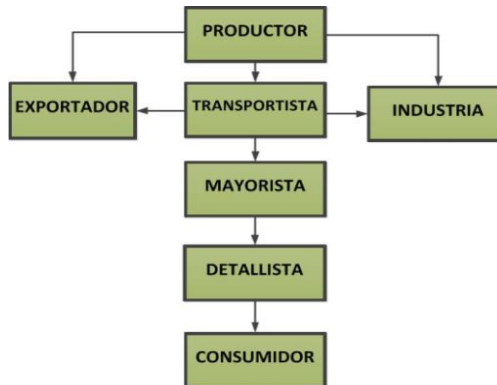 PRODUCTOR
EXPORTADOR
TRANSPORTISTA
INDUSTRIA
MAYORISTA
DETALLISTA
CONSUMIDOR